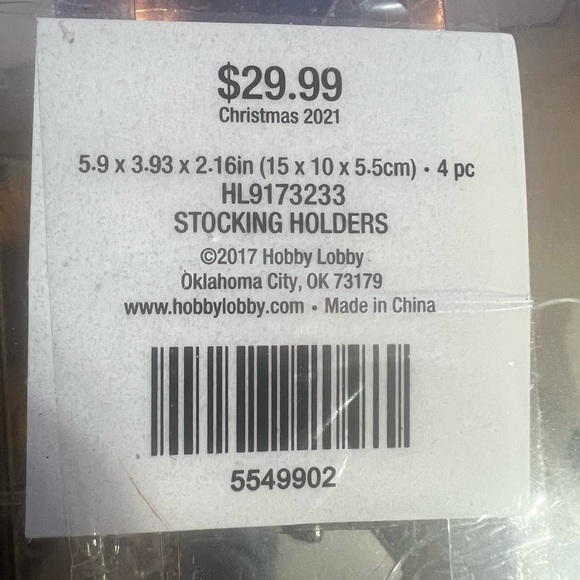 $29.99
Christmas 2021
5.9 x 3.93 x 2.16in (15 x 10 x 5.5cm) • 4 pc
HL9173233
STOCKING HOLDERS
©2017 Hobby Lobby
Oklahoma City, OK 73179
www.hobbylobby.com • Made in China
5549902